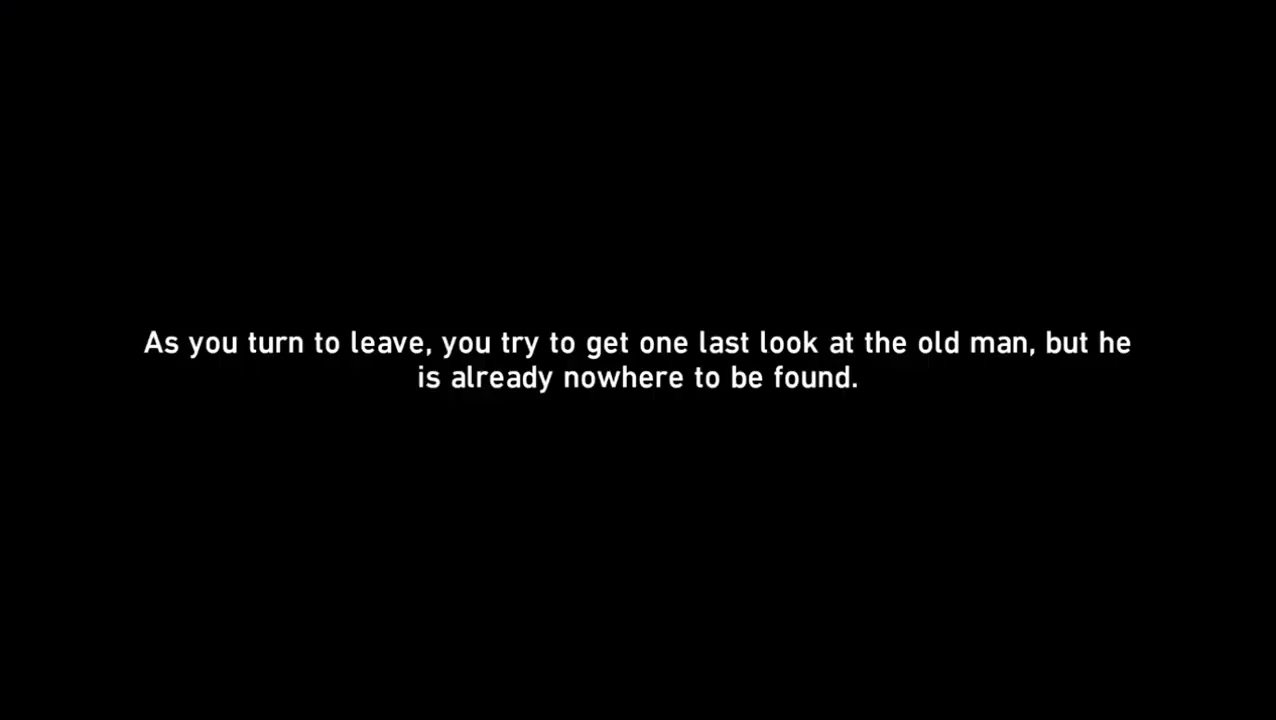 As you turn to leave, you try to get one last look at the old man, but he
is already nowhere to be found.